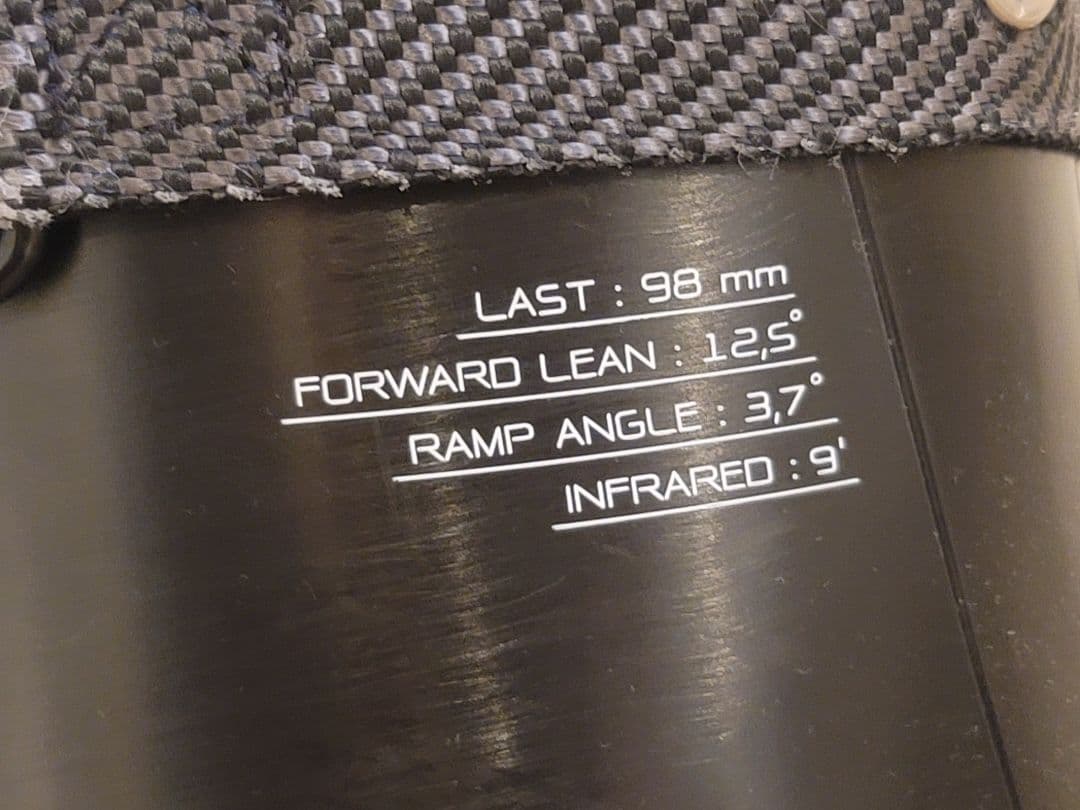 LAST : 98 mm
FORWARD LEAN : 12,5°
RAMP ANGLE : 3,7°
INFRARED : 9'